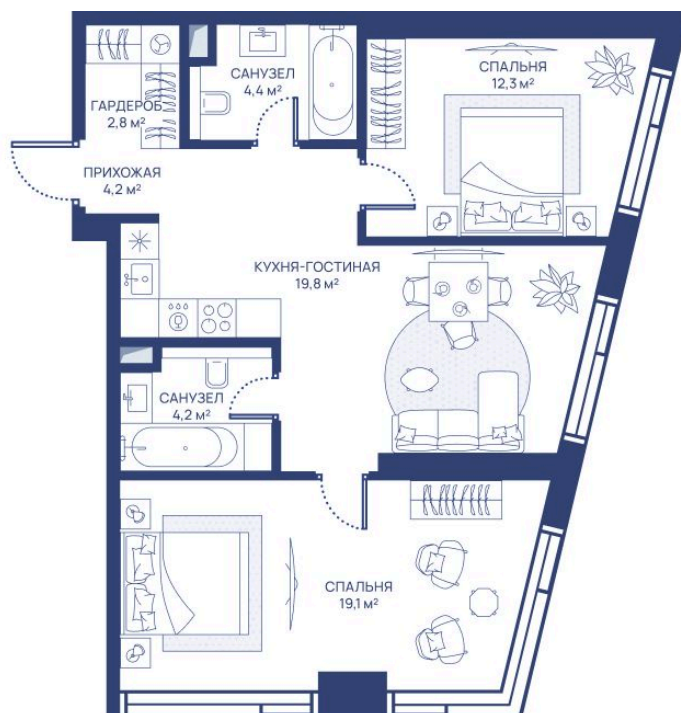 САНУЗЕЛ
4,4 м²
СПАЛЬНЯ
12,3 м²
ГАРДЕРОБ
2,8 м²
ПРИХОЖАЯ
4,2 м²
КУХНЯ-ГОСТИНАЯ
19,8 м²
САНУЗЕЛ
4,2 м²
СПАЛЬНЯ
19,1 м²